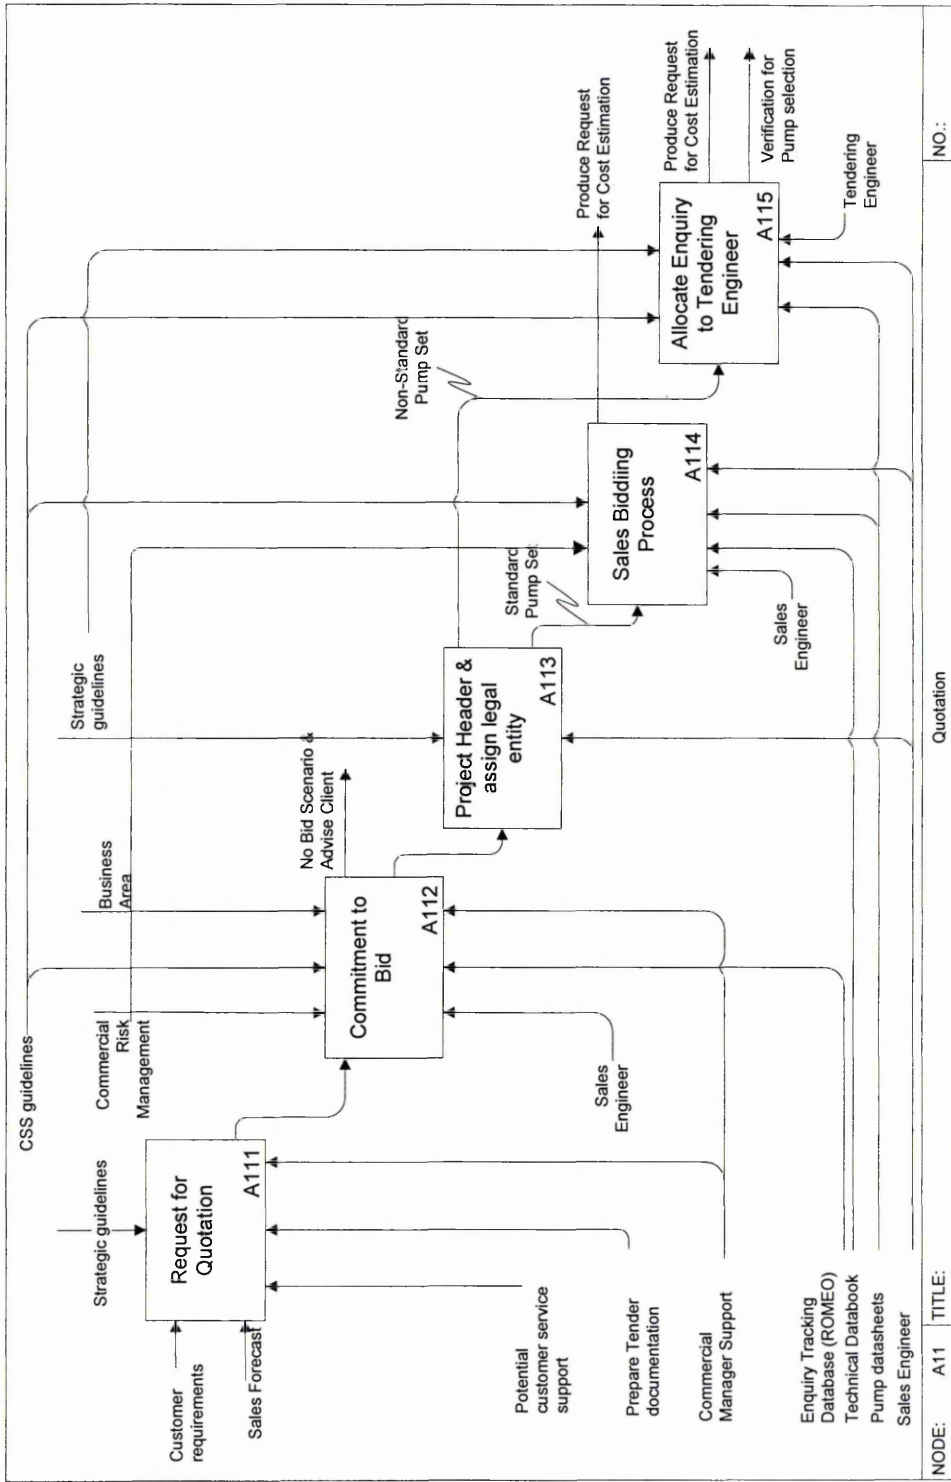 CSS guidelines
Strategic guidelines
Commercial
Risk
Management
Business
Area
Strategic
guidelines
Customer
requirements
Sales Forecast
Request for
Quotation
A111
Commitment to
Bid
A112
No Bid Scenario &
Advise Client
Project Header &
assign legal
entity
A113
Standard
Pump Set
Non-Standard
Pump Set
Sales Biddiing
Process
A114
Produce Request
for Cost Estimation
Allocate Enquiry
to Tendering
Engineer
A115
Produce Request
for Cost Estimation
Verification for
Pump selection
Tendering
Engineer
Sales
Engineer
Sales
Engineer
Potential
customer service
support
Prepare Tender
documentation
Commercial
Manager Support
Enquiry Tracking
Database (ROMEO)
Technical Databook
Pump datasheets
Sales Engineer
NODE: A11 TITLE: Quotation NO.: